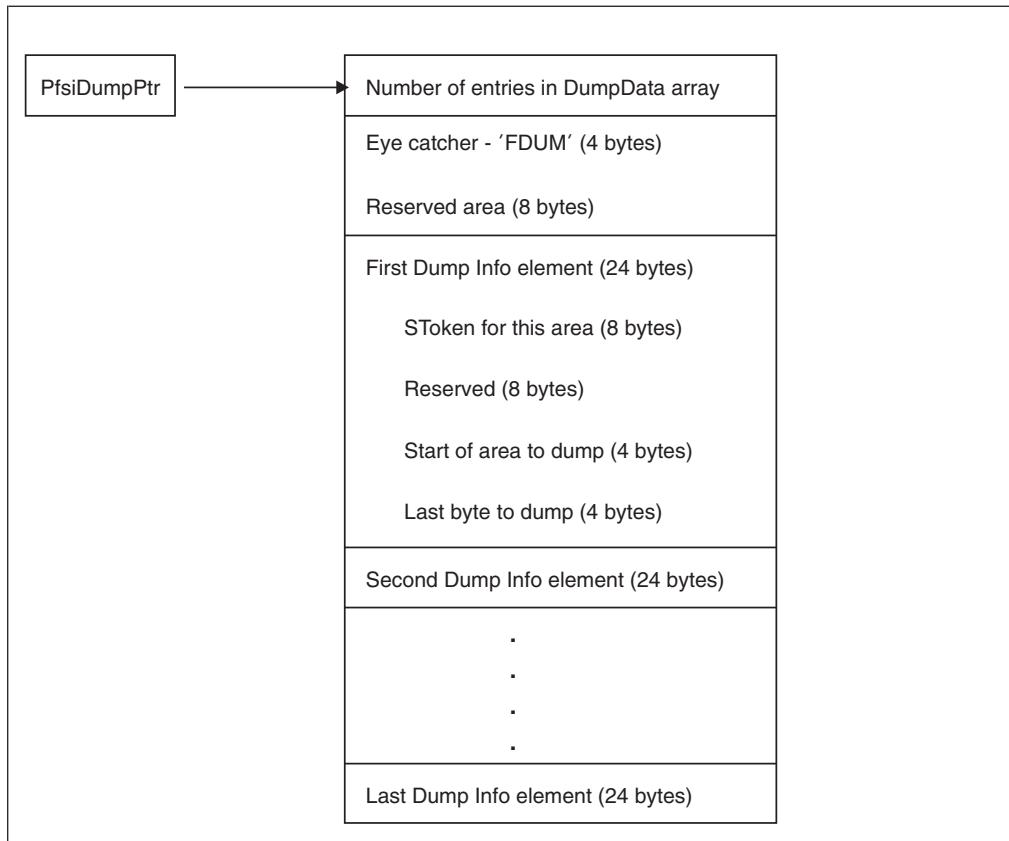 PfsiDumpPtr
Number of entries in DumpData array
Eye catcher - ′FDUM′ (4 bytes)
Reserved area (8 bytes)
First Dump Info element (24 bytes)
SToken for this area (8 bytes)
Reserved (8 bytes)
Start of area to dump (4 bytes)
Last byte to dump (4 bytes)
Second Dump Info element (24 bytes)
.
.
.
.
Last Dump Info element (24 bytes)